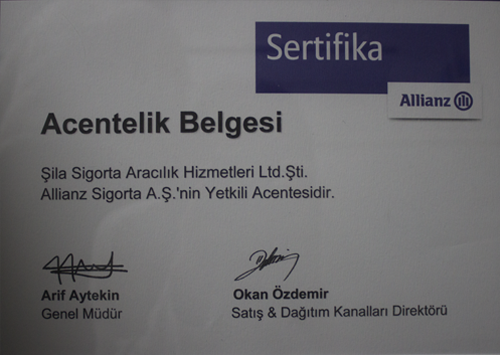 Sertifika
Allianz
Acentelik Belgesi
Şila Sigorta Aracılık Hizmetleri Ltd.Şti.
Allianz Sigorta A.Ş.'nin Yetkili Acentesidir.
Arif Aytekin
Genel Müdür
Okan Özdemir
Satış & Dağıtım Kanalları Direktörü